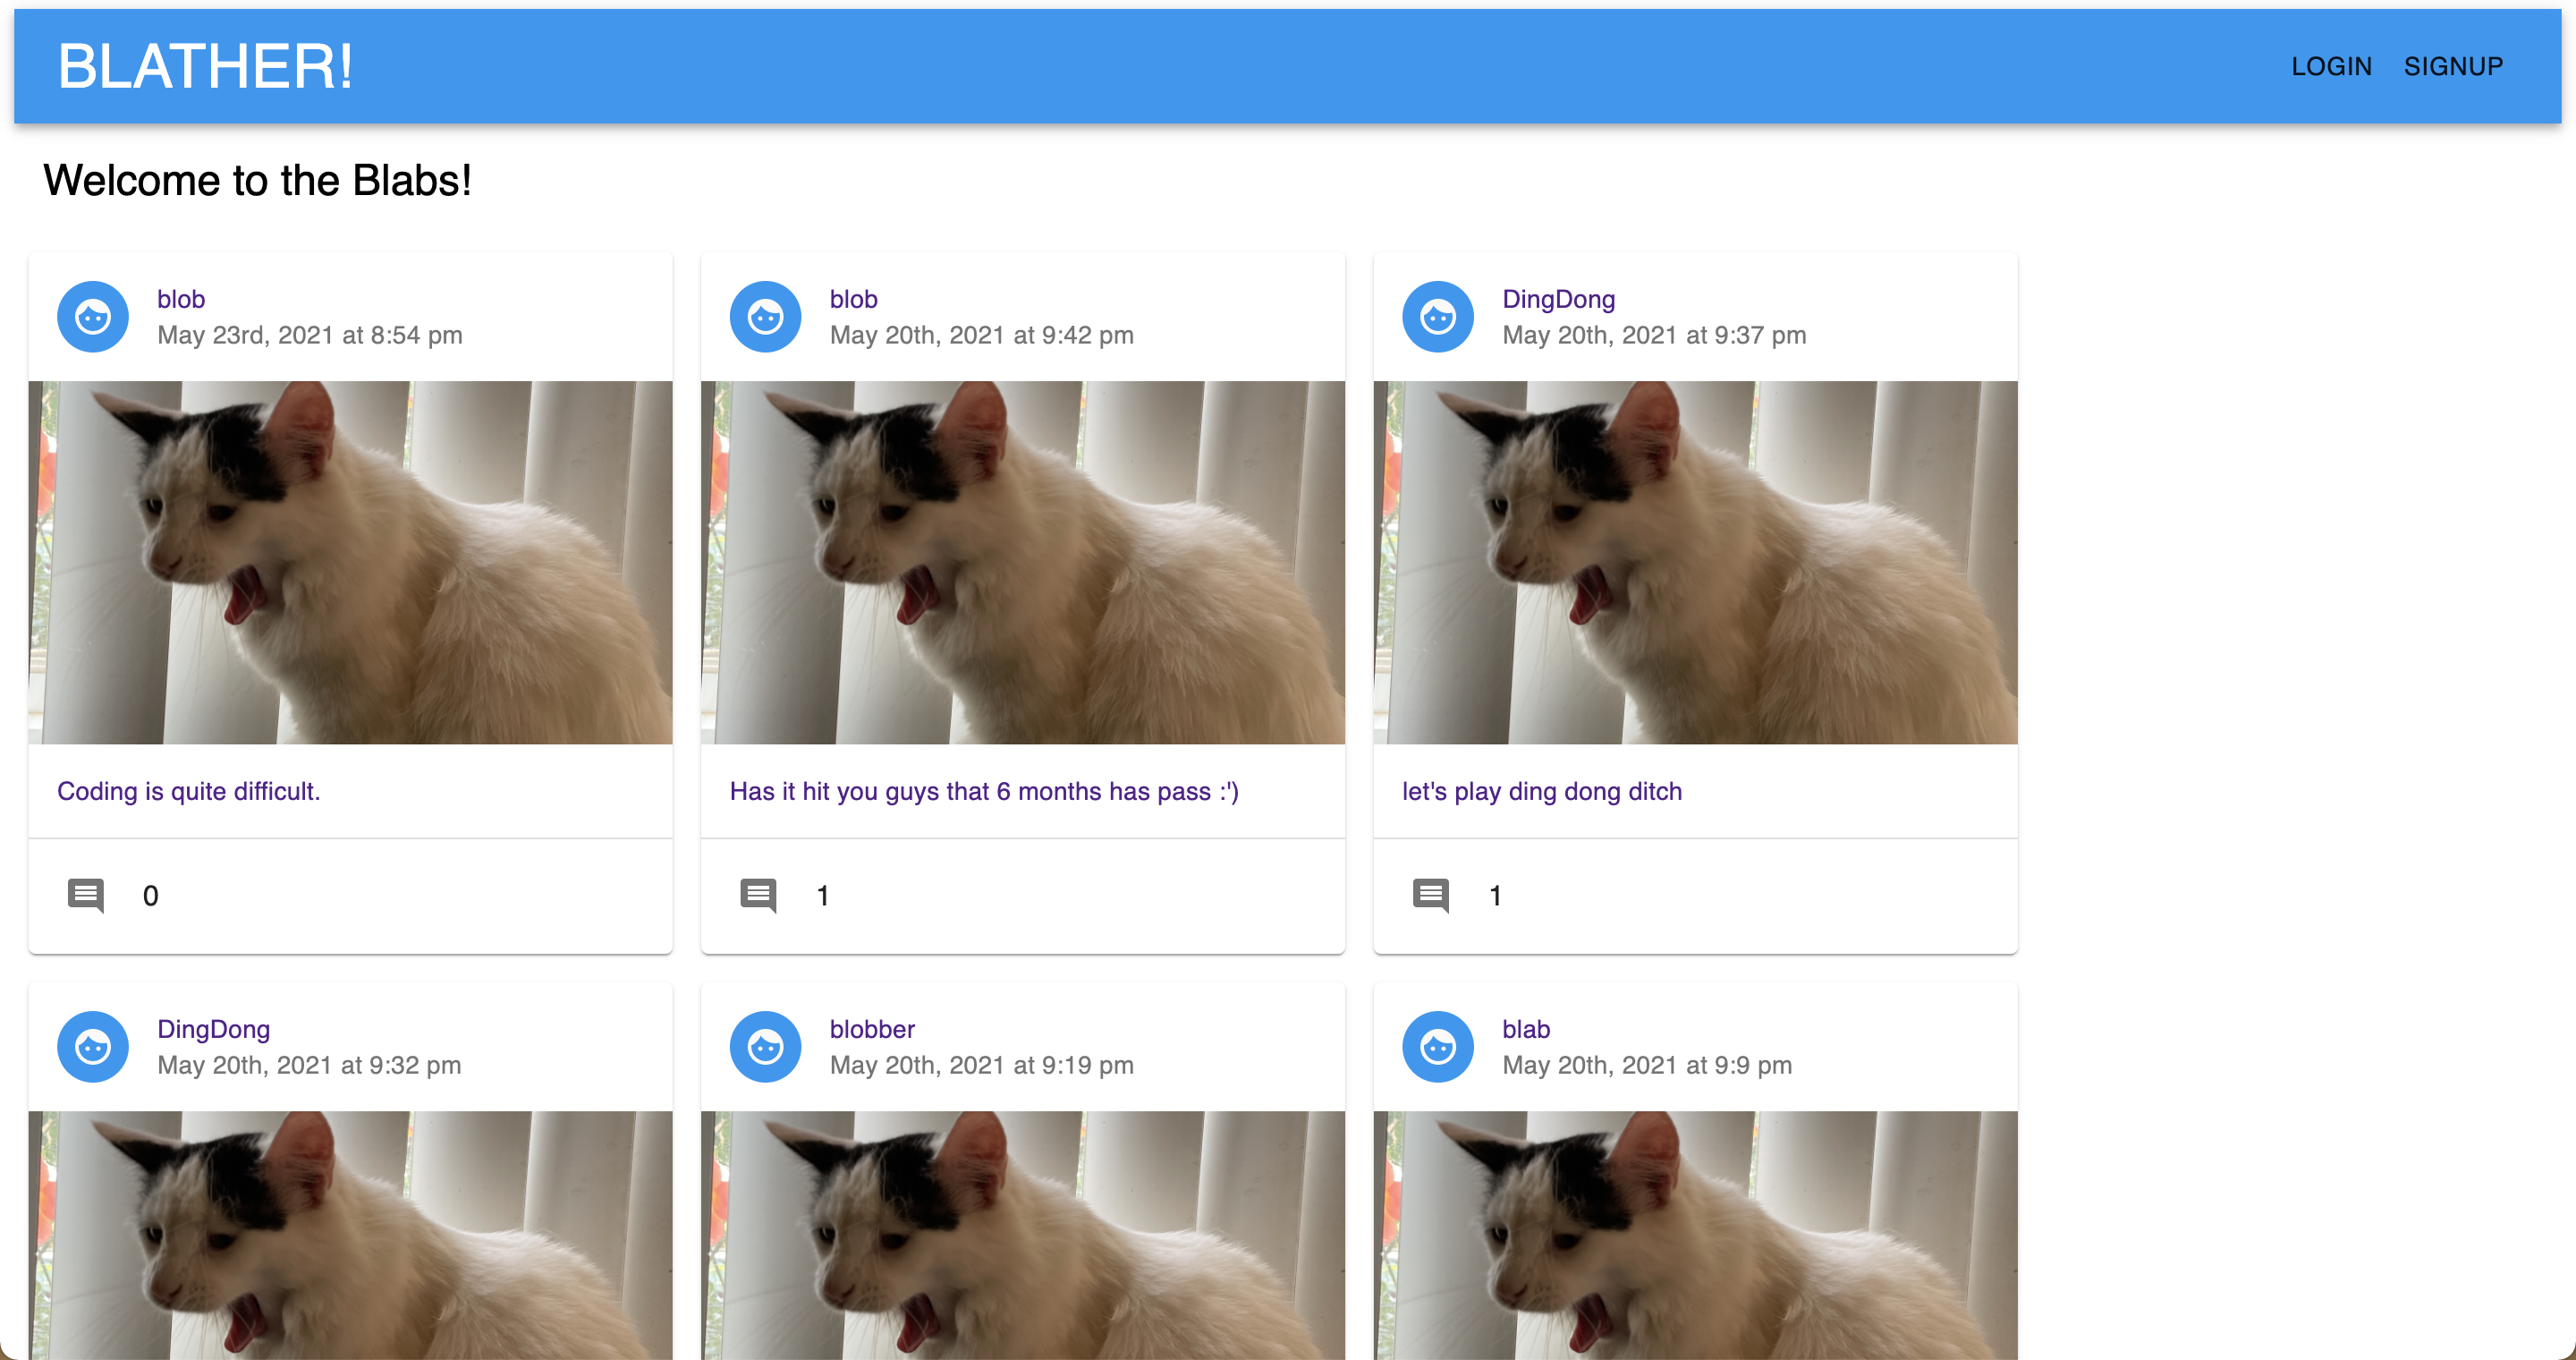 BLATHER!
LOGIN SIGNUP
Welcome to the Blabs!
blob
May 23rd, 2021 at 8:54 pm
Coding is quite difficult.
0
blob
May 20th, 2021 at 9:42 pm
Has it hit you guys that 6 months has pass :')
1
DingDong
May 20th, 2021 at 9:37 pm
let's play ding dong ditch
1
DingDong
May 20th, 2021 at 9:32 pm
blobber
May 20th, 2021 at 9:19 pm
blab
May 20th, 2021 at 9:9 pm